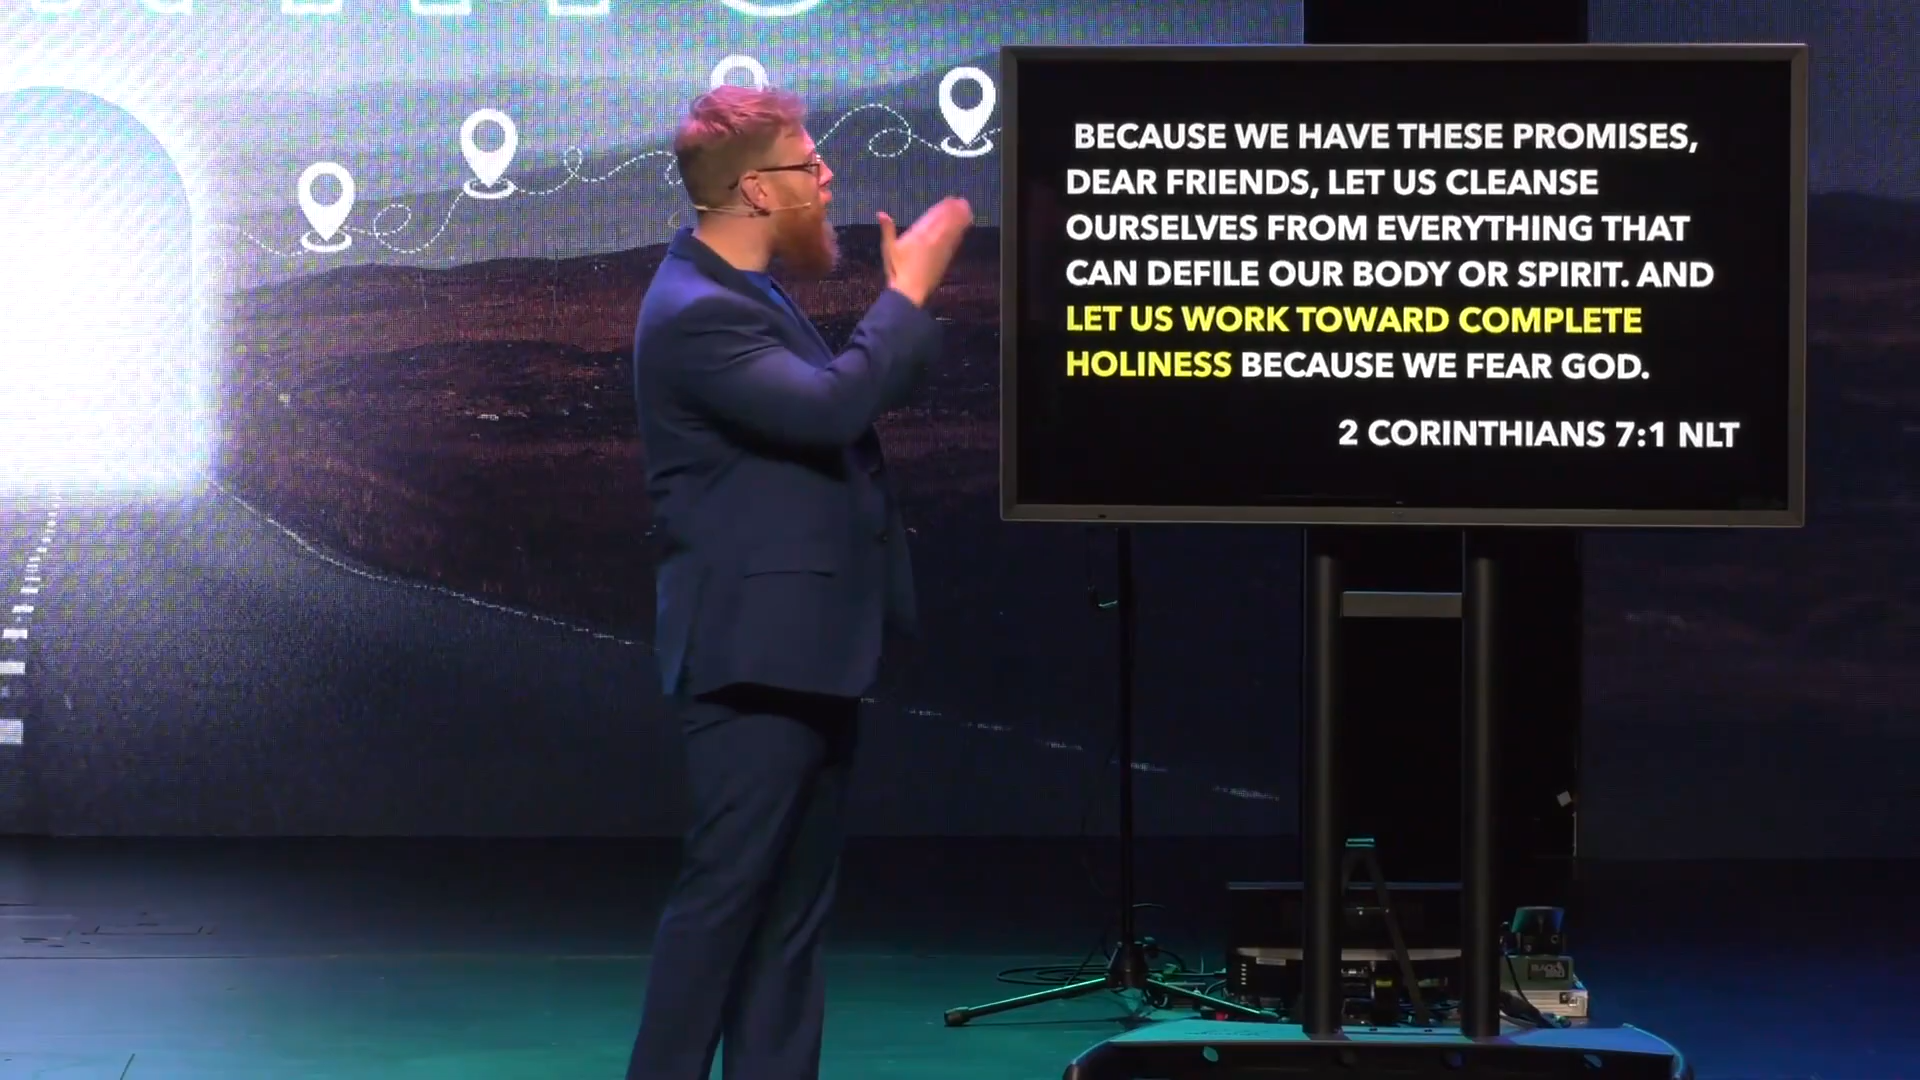 BECAUSE WE HAVE THESE PROMISES,
DEAR FRIENDS, LET US CLEANSE
OURSELVES FROM EVERYTHING THAT
CAN DEFILE OUR BODY OR SPIRIT. AND
LET US WORK TOWARD COMPLETE
HOLINESS BECAUSE WE FEAR GOD.
2 CORINTHIANS 7:1 NLT